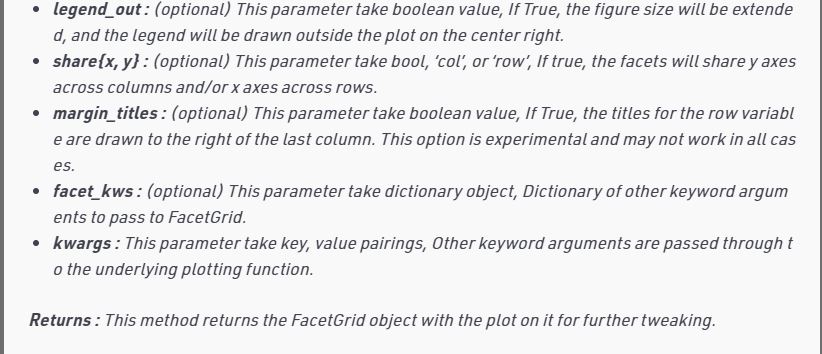 • legend_out : (optional) This parameter take boolean value, If True, the figure size will be extende
d, and the legend will be drawn outside the plot on the center right.
• share{x, y} : (optional) This parameter take bool, ‘col’, or ‘row’, If true, the facets will share y axes
across columns and/or x axes across rows.
• margin_titles : (optional) This parameter take boolean value, If True, the titles for the row variabl
e are drawn to the right of the last column. This option is experimental and may not work in all cas
es.
• facet_kws : (optional) This parameter take dictionary object, Dictionary of other keyword argum
ents to pass to FacetGrid.
• kwargs : This parameter take key, value pairings, Other keyword arguments are passed through t
o the underlying plotting function.
Returns : This method returns the FacetGrid object with the plot on it for further tweaking.